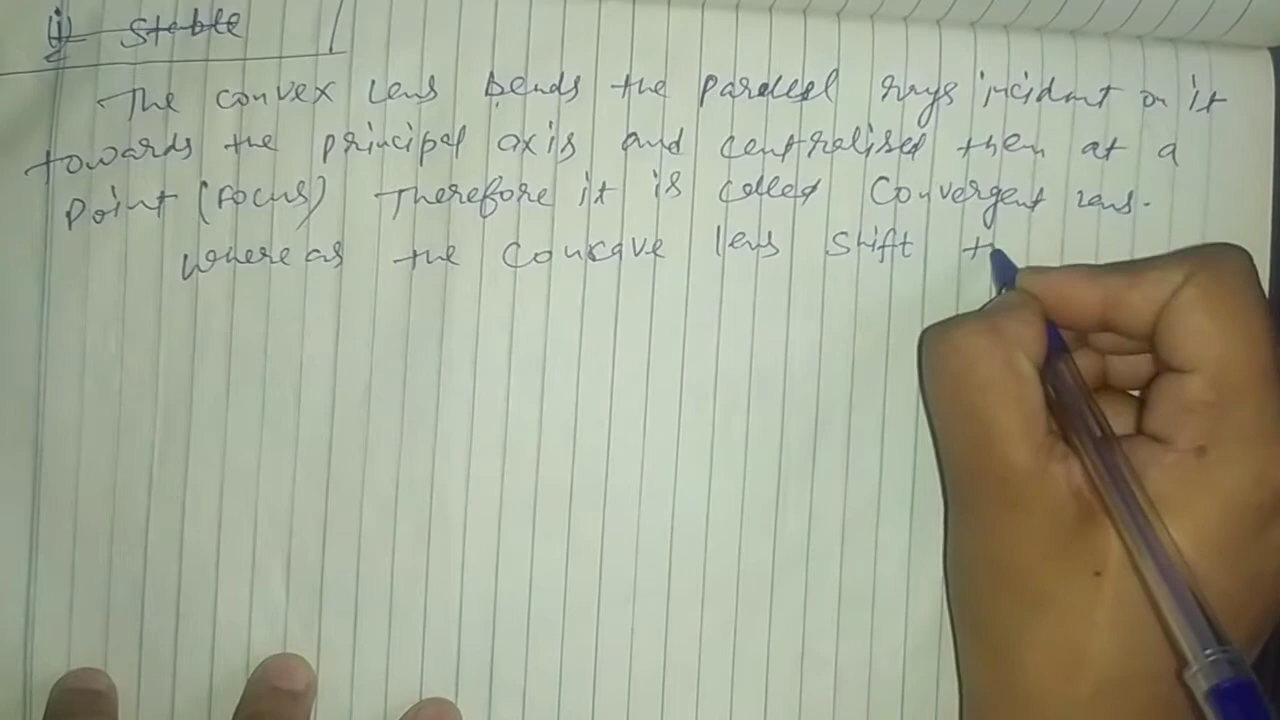 i) Stable
The convex lens bends the parallel rays incident on it
towards the principal axis and centralised them at a
point (Focus) Therefore it is called Convergent lens.
Whereas the Concave lens Shift th